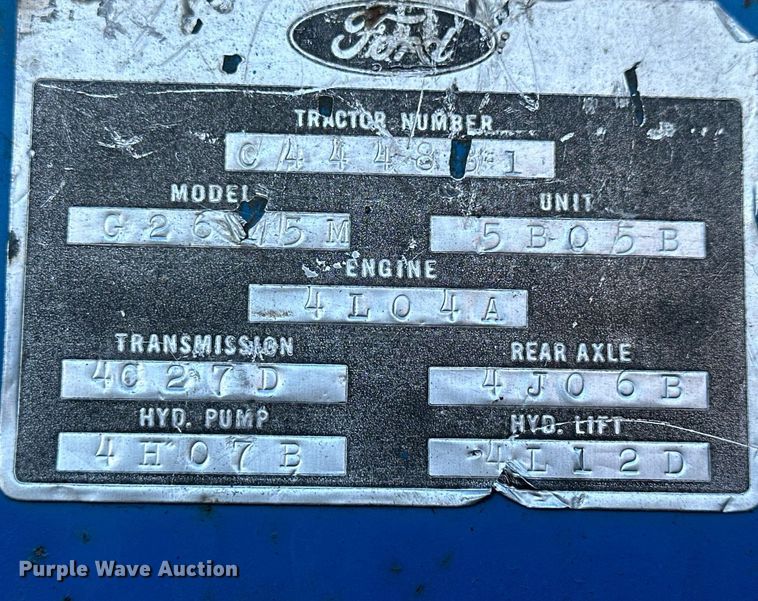 Ford
TRACTOR NUMBER
MODEL UNIT
5B05B
ENGINE
4L04A
TRANSMISSION REAR AXLE
4C27D 4J06B
HYD. PUMP HYD. LIFT
4H07B 4L12D
Purple Wave Auction